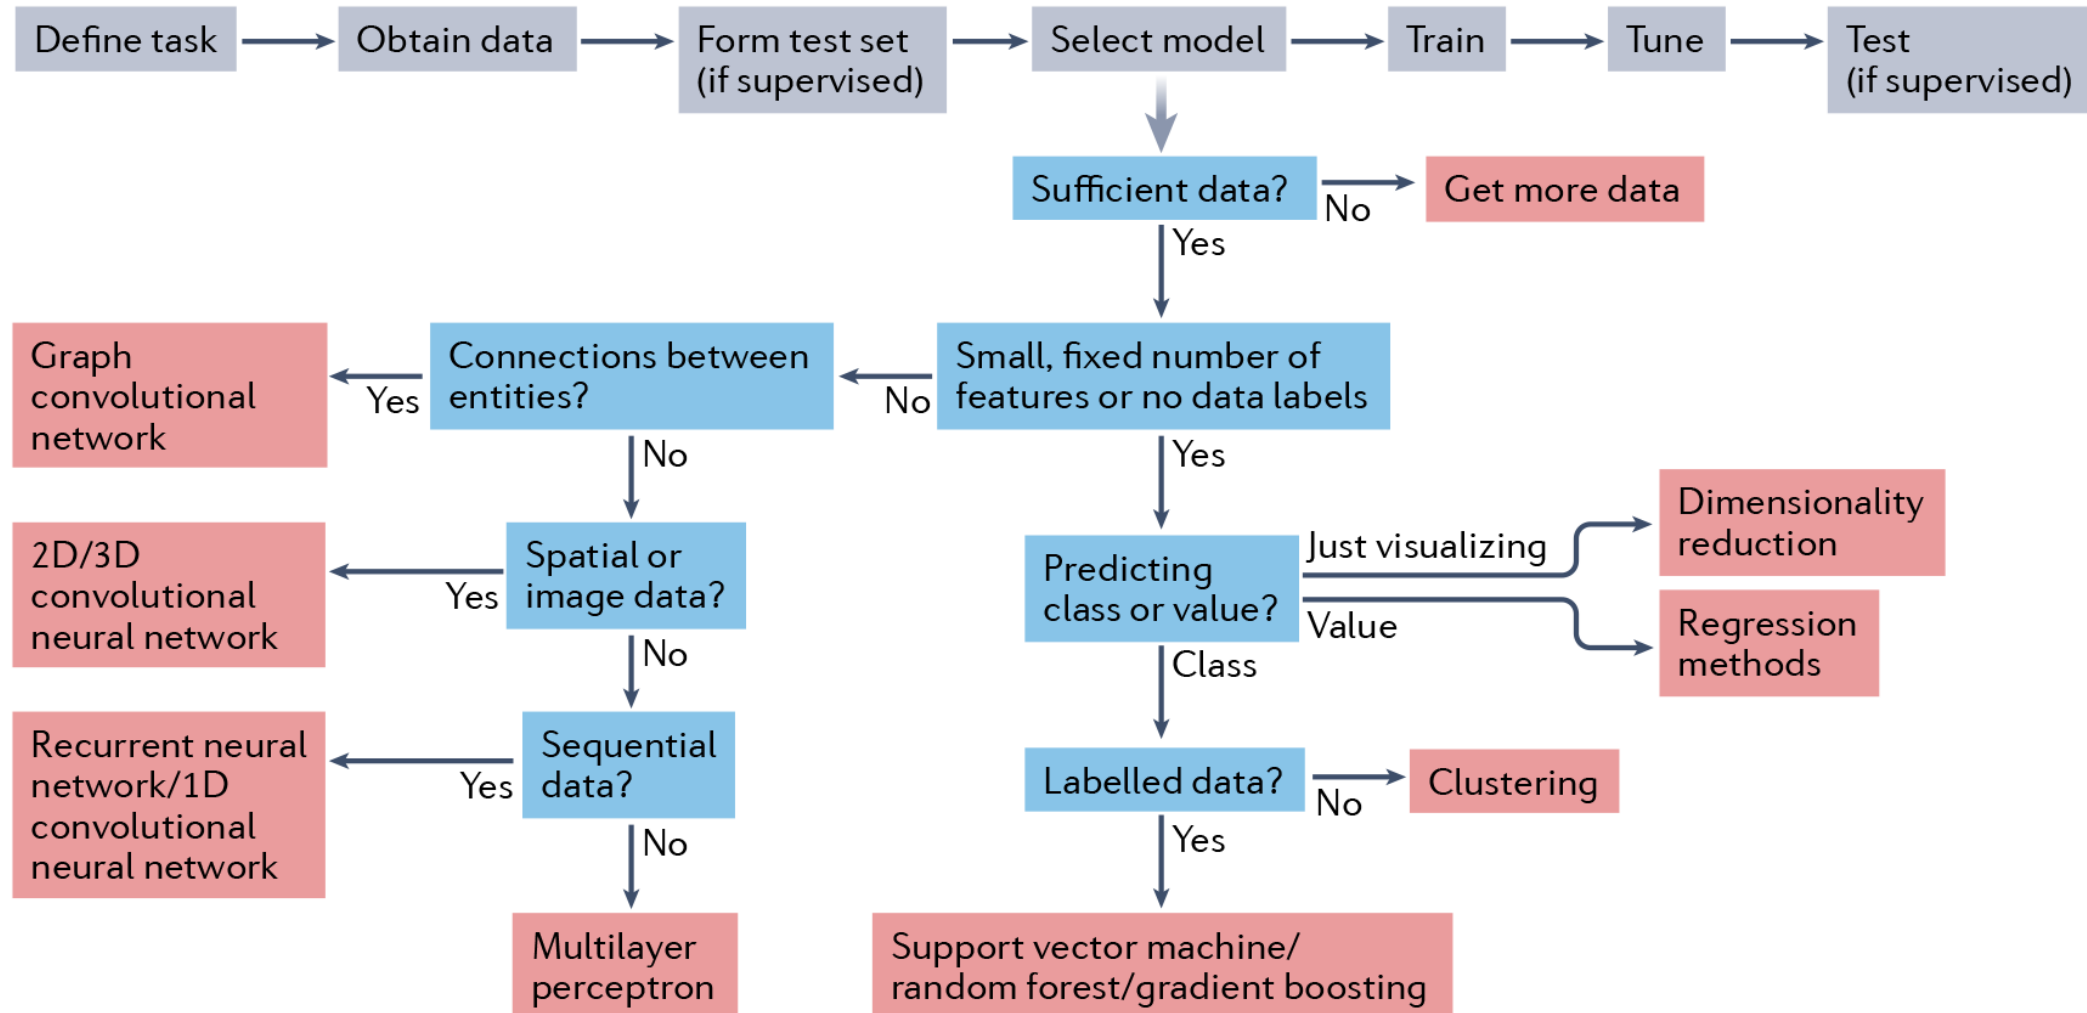 Define task
Obtain data
Form test set
(if supervised)
Select model
Train
Tune
Test
(if supervised)
Sufficient data?
No
Get more data
Yes
Graph
convolutional
network
Yes
Connections between
entities?
No
Small, fixed number of
features or no data labels
No
Yes
2D/3D
convolutional
neural network
Yes
Spatial or
image data?
Predicting
class or value?
Just visualizing
Dimensionality
reduction
Value
Regression
methods
No
Class
Recurrent neural
network/1D
convolutional
neural network
Yes
Sequential
data?
Labelled data?
No
Clustering
No
Yes
Multilayer
perceptron
Support vector machine/
random forest/gradient boosting